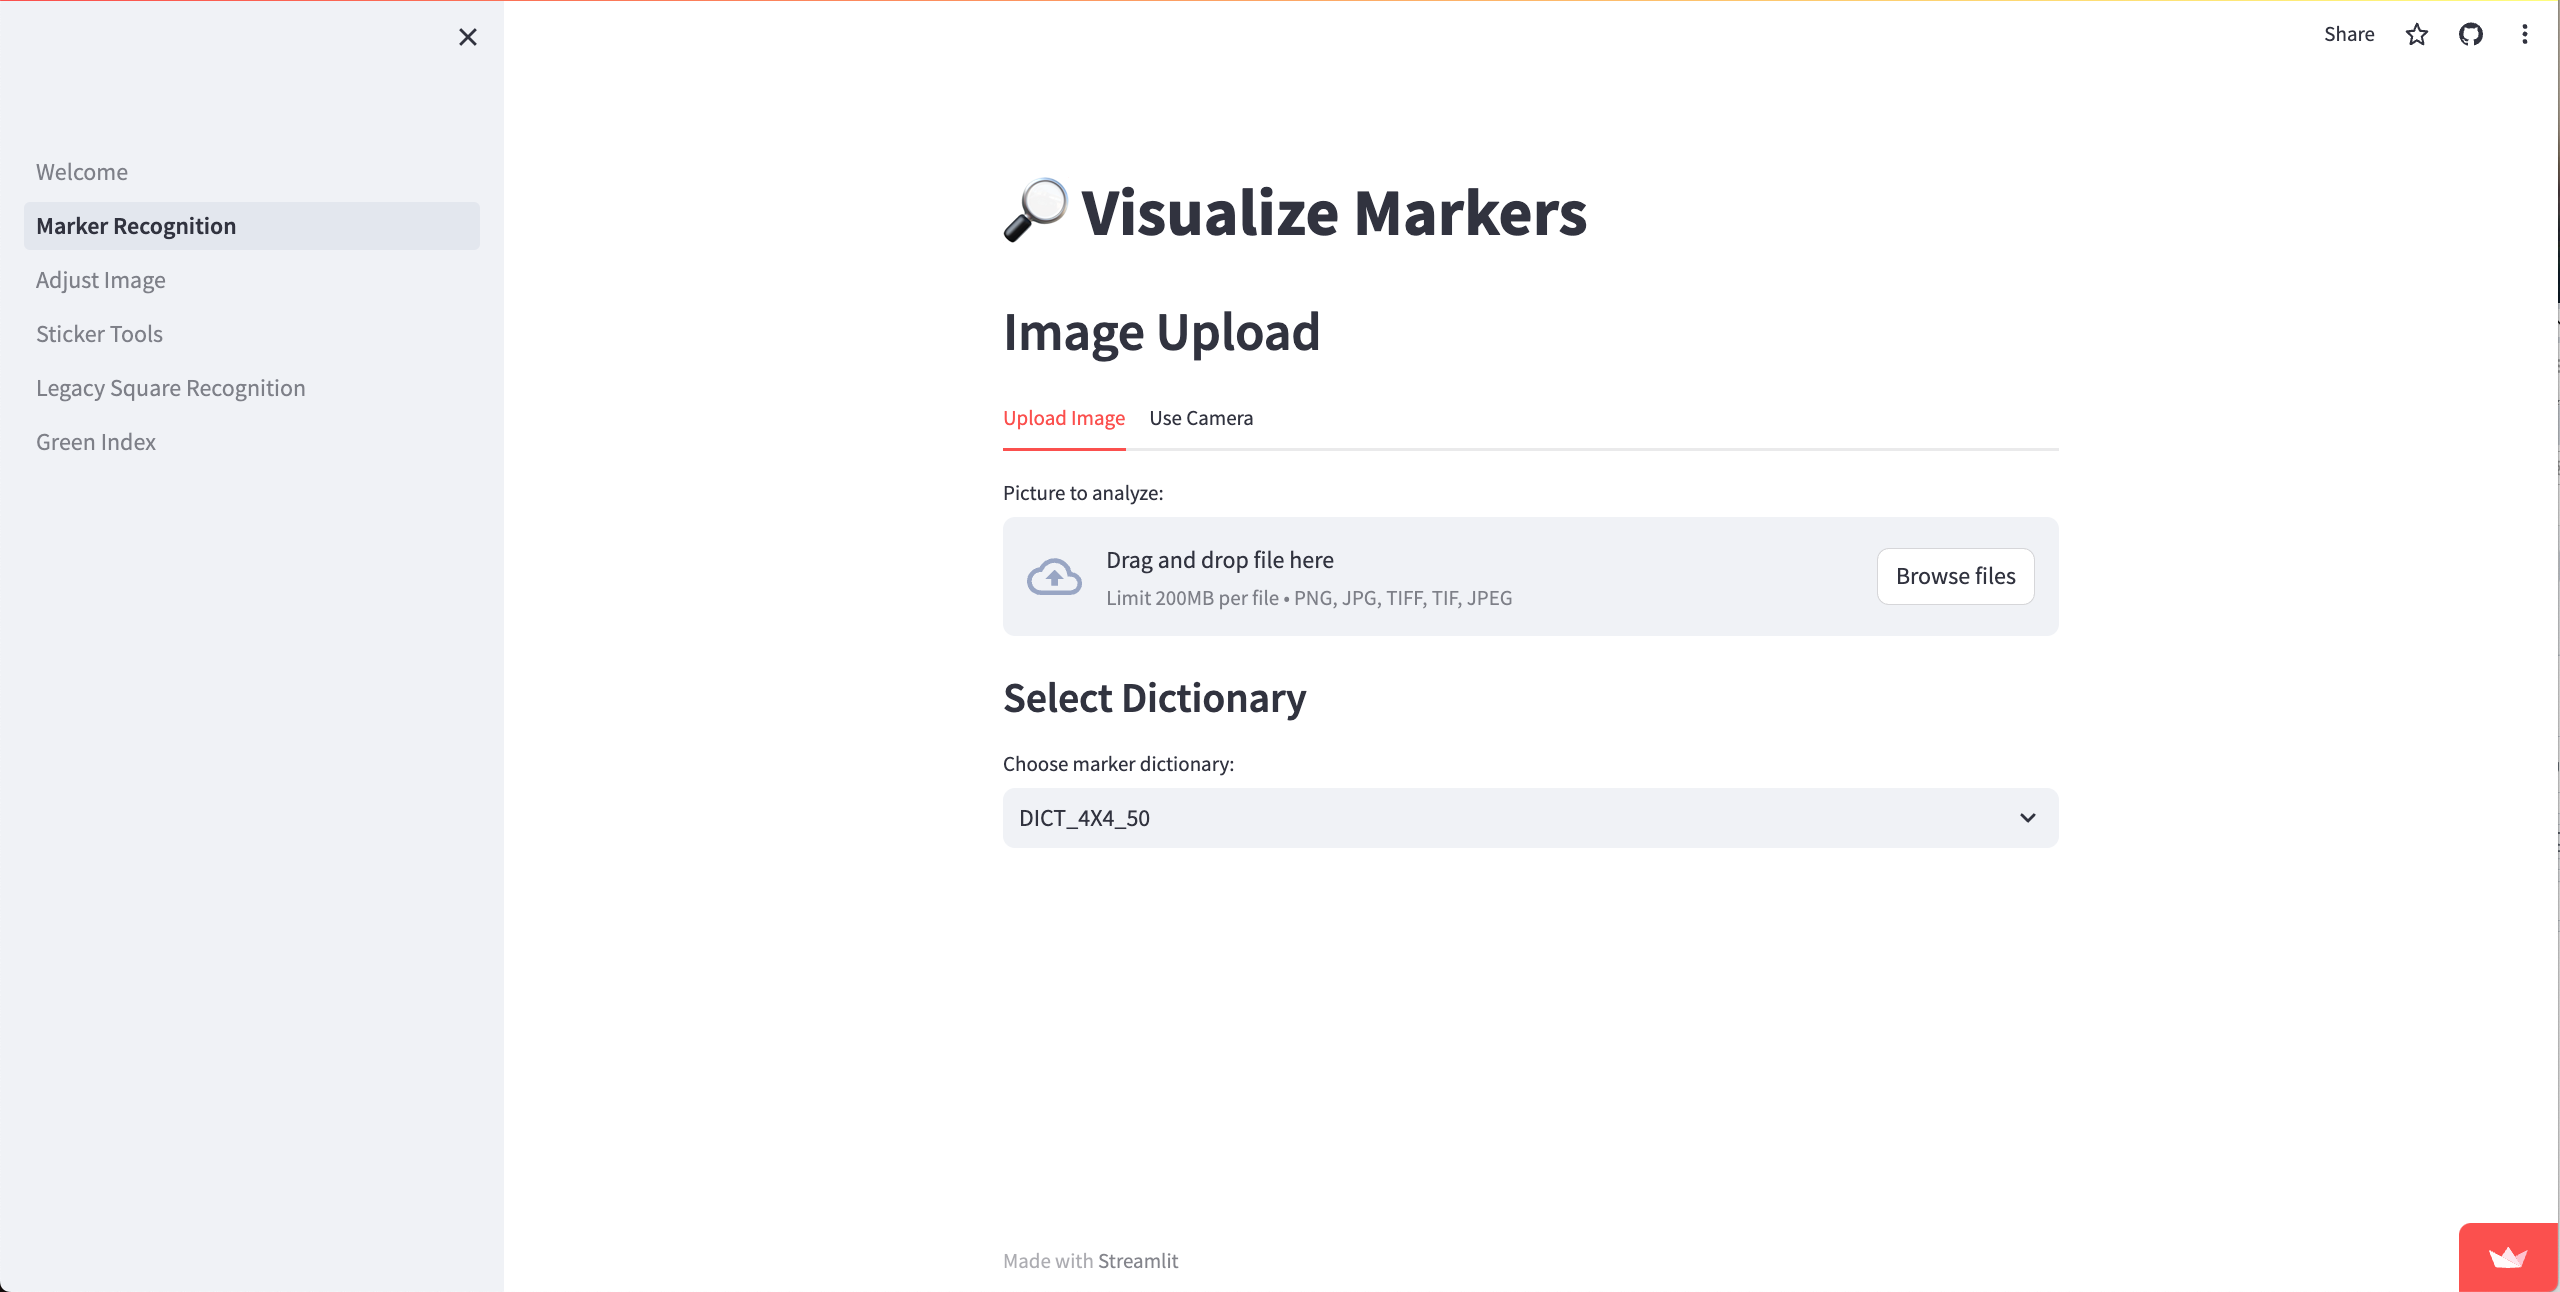 Share
Welcome
Marker Recognition
Adjust Image
Sticker Tools
Legacy Square Recognition
Green Index
Visualize Markers
Image Upload
Upload Image
Use Camera
Picture to analyze:
Drag and drop file here
Limit 200MB per file • PNG, JPG, TIFF, TIF, JPEG
Browse files
Select Dictionary
Choose marker dictionary:
DICT_4X4_50
Made with Streamlit